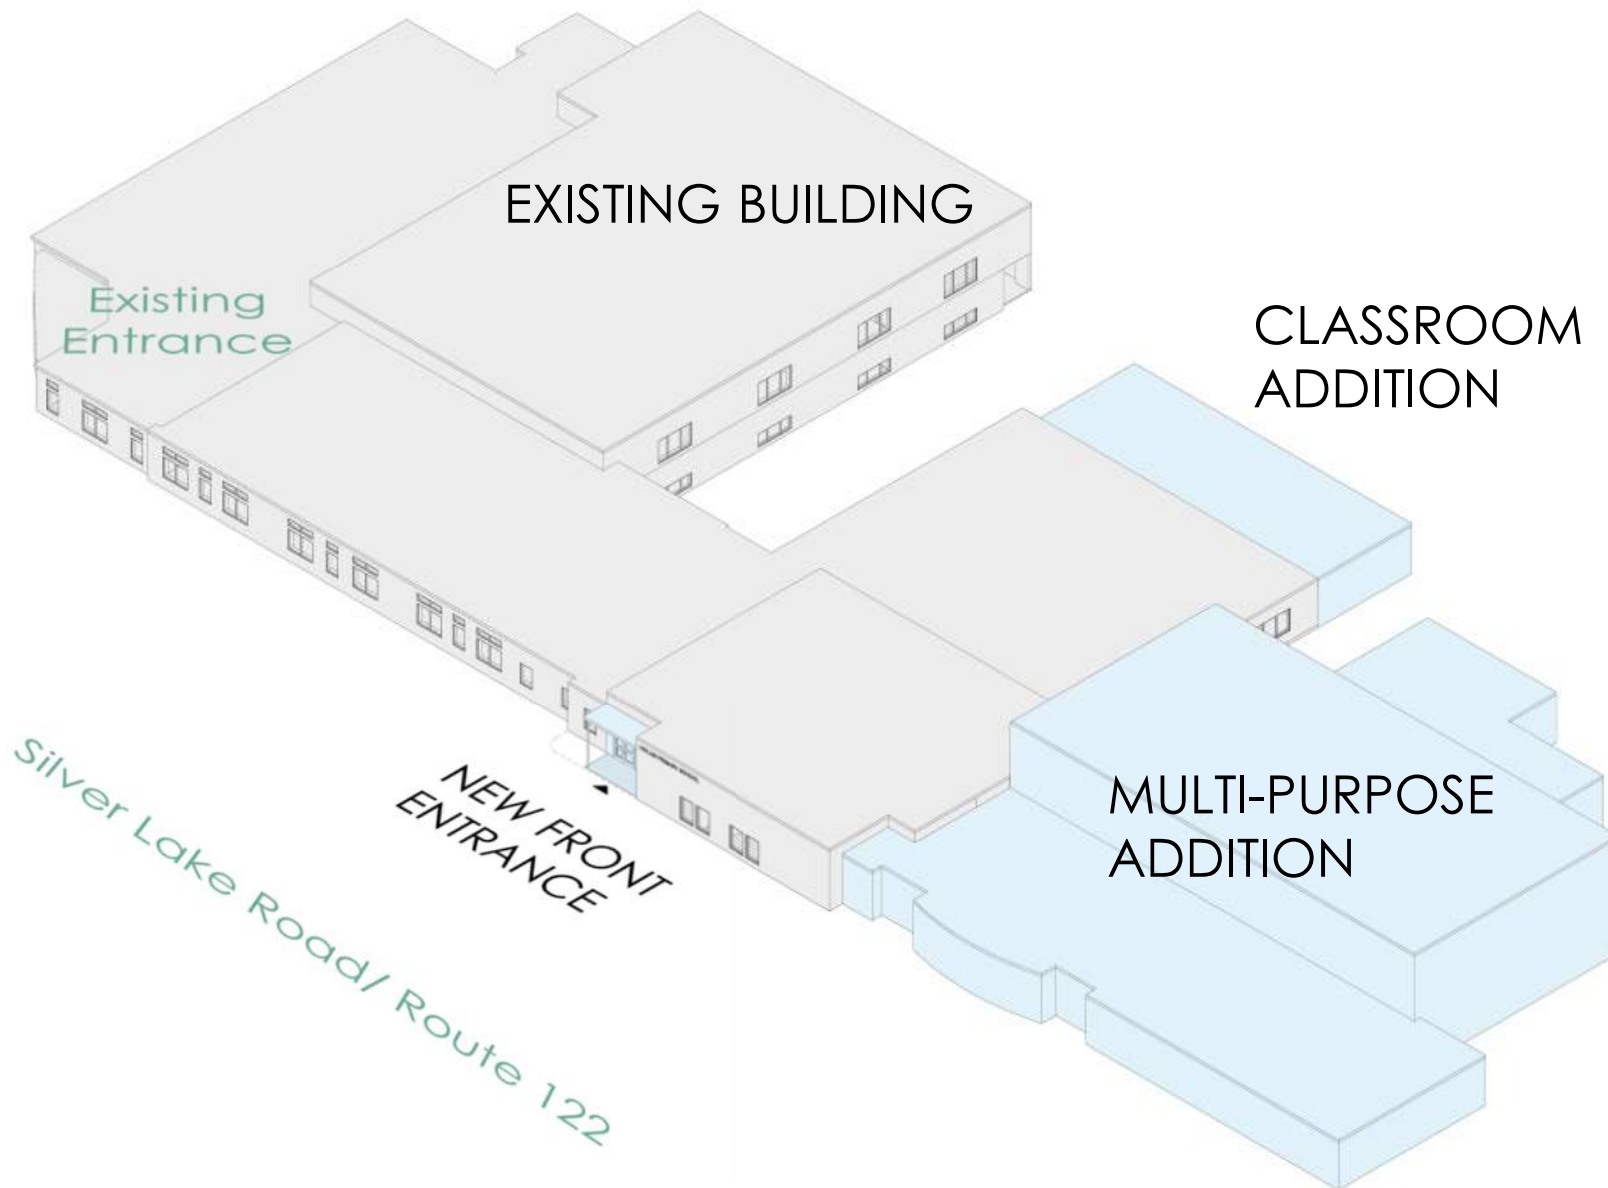 EXISTING BUILDING
Existing
Entrance
CLASSROOM
ADDITION
MULTI-PURPOSE
ADDITION
NEW FRONT
ENTRANCE
Silver Lake Road/ Route 122